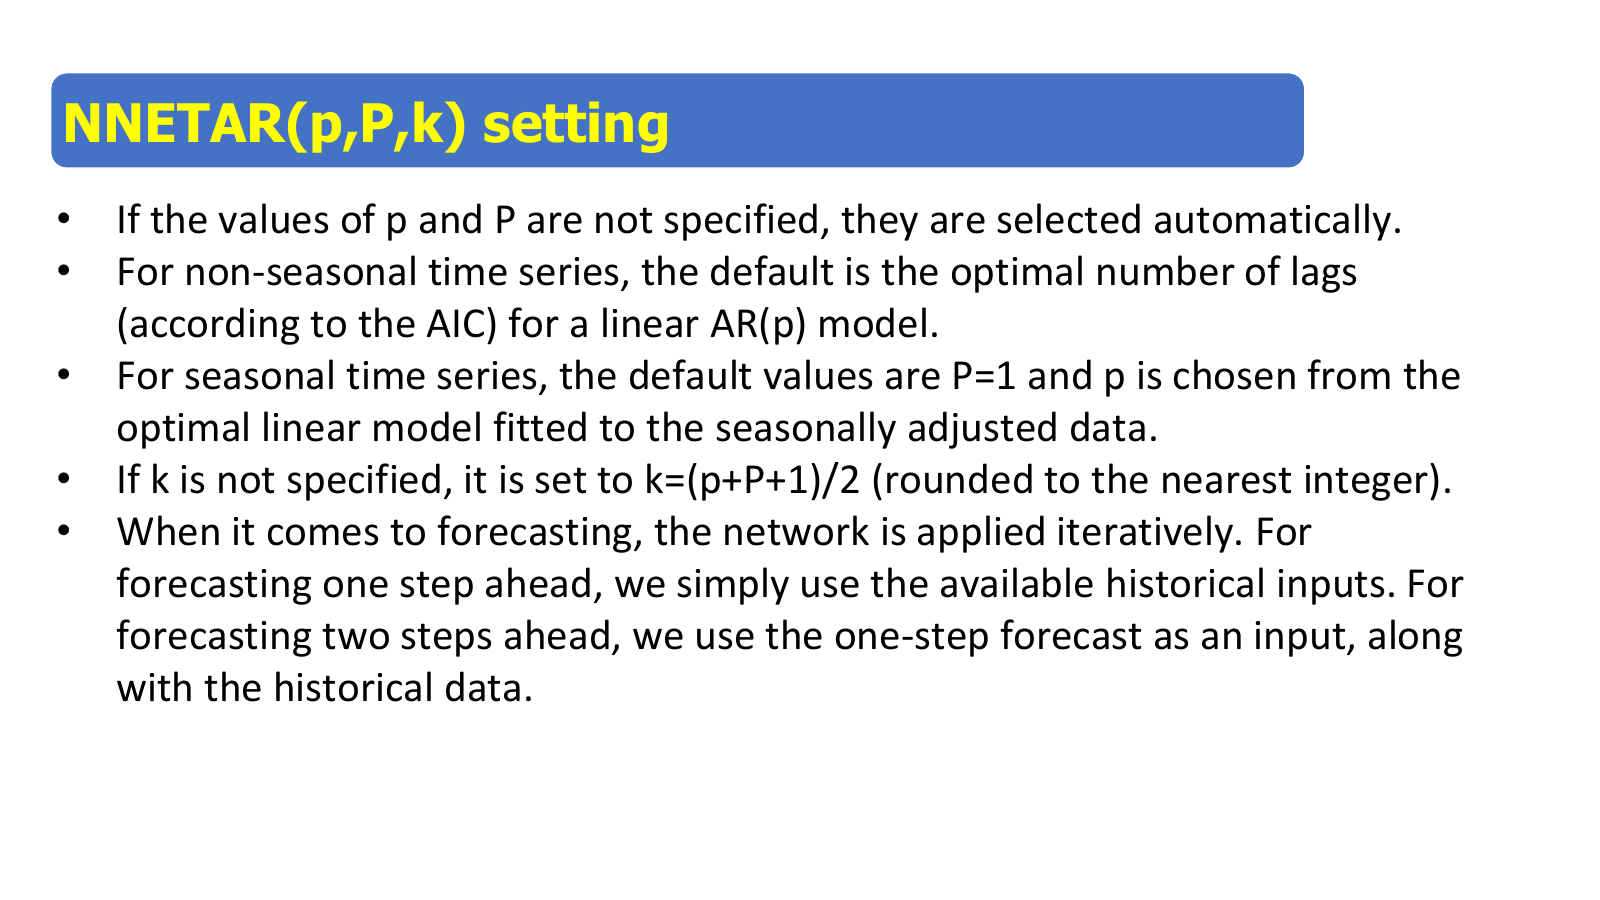 NNETAR(p,P,k) setting
• If the values of p and P are not specified, they are selected automatically.
• For non-seasonal time series, the default is the optimal number of lags
(according to the AIC) for a linear AR(p) model.
• For seasonal time series, the default values are P=1 and p is chosen from the
optimal linear model fitted to the seasonally adjusted data.
• If k is not specified, it is set to k=(p+P+1)/2 (rounded to the nearest integer).
• When it comes to forecasting, the network is applied iteratively. For
forecasting one step ahead, we simply use the available historical inputs. For
forecasting two steps ahead, we use the one-step forecast as an input, along
with the historical data.